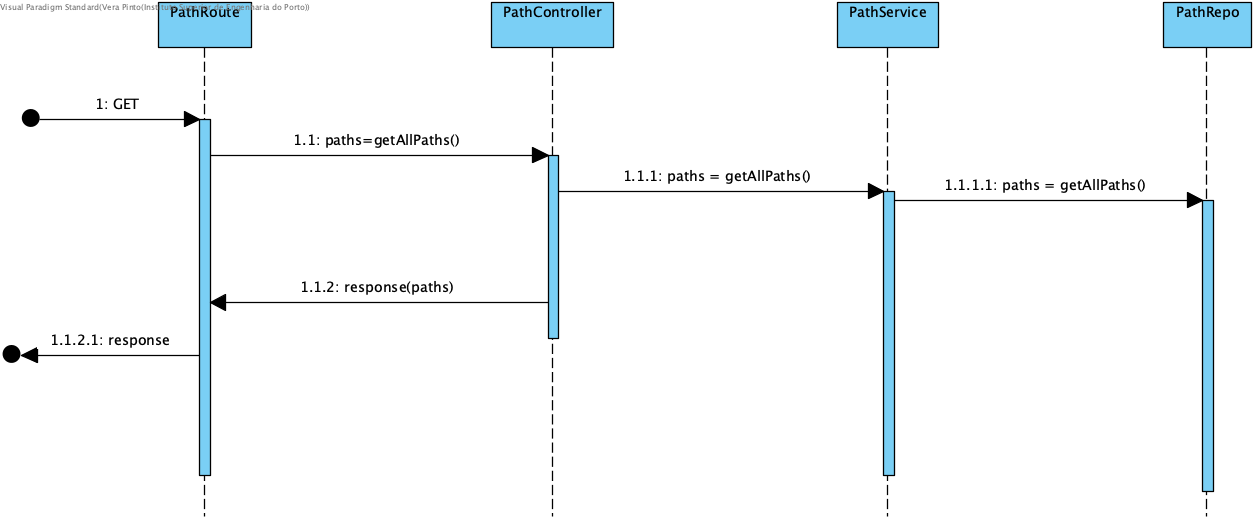 Visual Paradigm Standard(Vera Pinto(Instituto Superior de Engenharia do Porto))
PathRoute
PathController
PathService
PathRepo
1: GET
1.1: paths=getAllPaths()
1.1.1: paths = getAllPaths()
1.1.1.1: paths = getAllPaths()
1.1.2: response(paths)
1.1.2.1: response